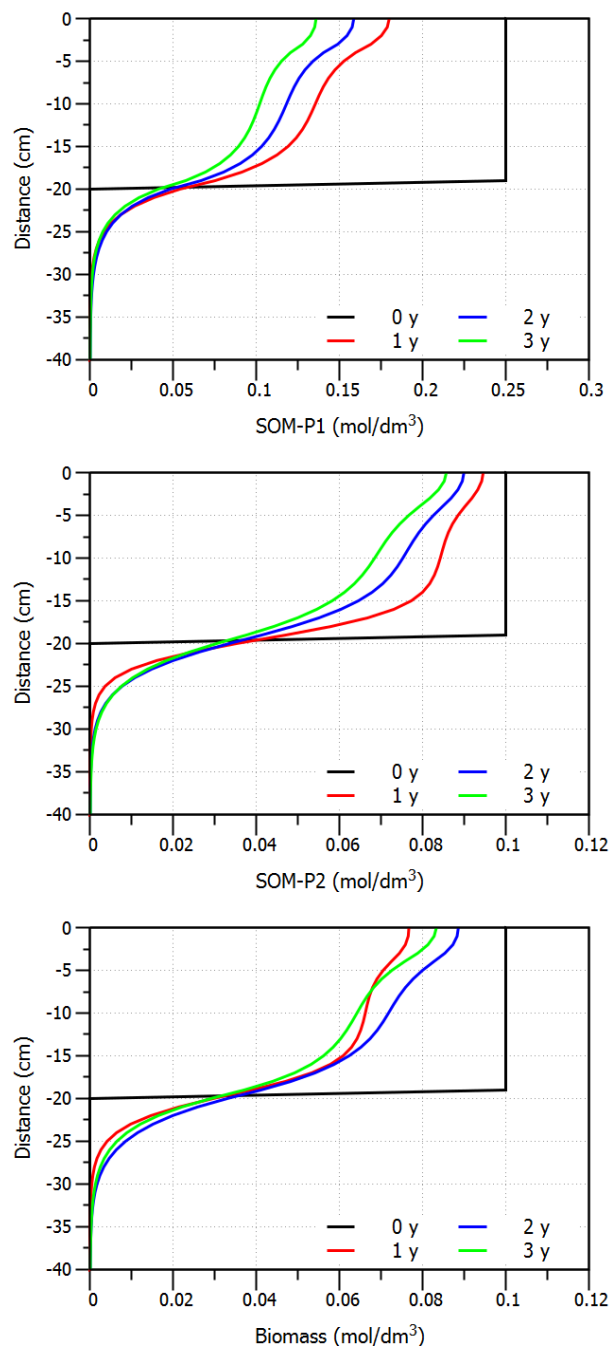 0
-5
-10
-15
-20
-25
-30
-35
-40
Distance (cm)
0 y 2 y
1 y 3 y
0 0.05 0.1 0.15 0.2 0.25 0.3
SOM-P1 (mol/dm³)
0
-5
-10
-15
-20
-25
-30
-35
-40
Distance (cm)
0 y 2 y
1 y 3 y
0 0.02 0.04 0.06 0.08 0.1 0.12
SOM-P2 (mol/dm³)
0
-5
-10
-15
-20
-25
-30
-35
-40
Distance (cm)
0 y 2 y
1 y 3 y
0 0.02 0.04 0.06 0.08 0.1 0.12
Biomass (mol/dm³)